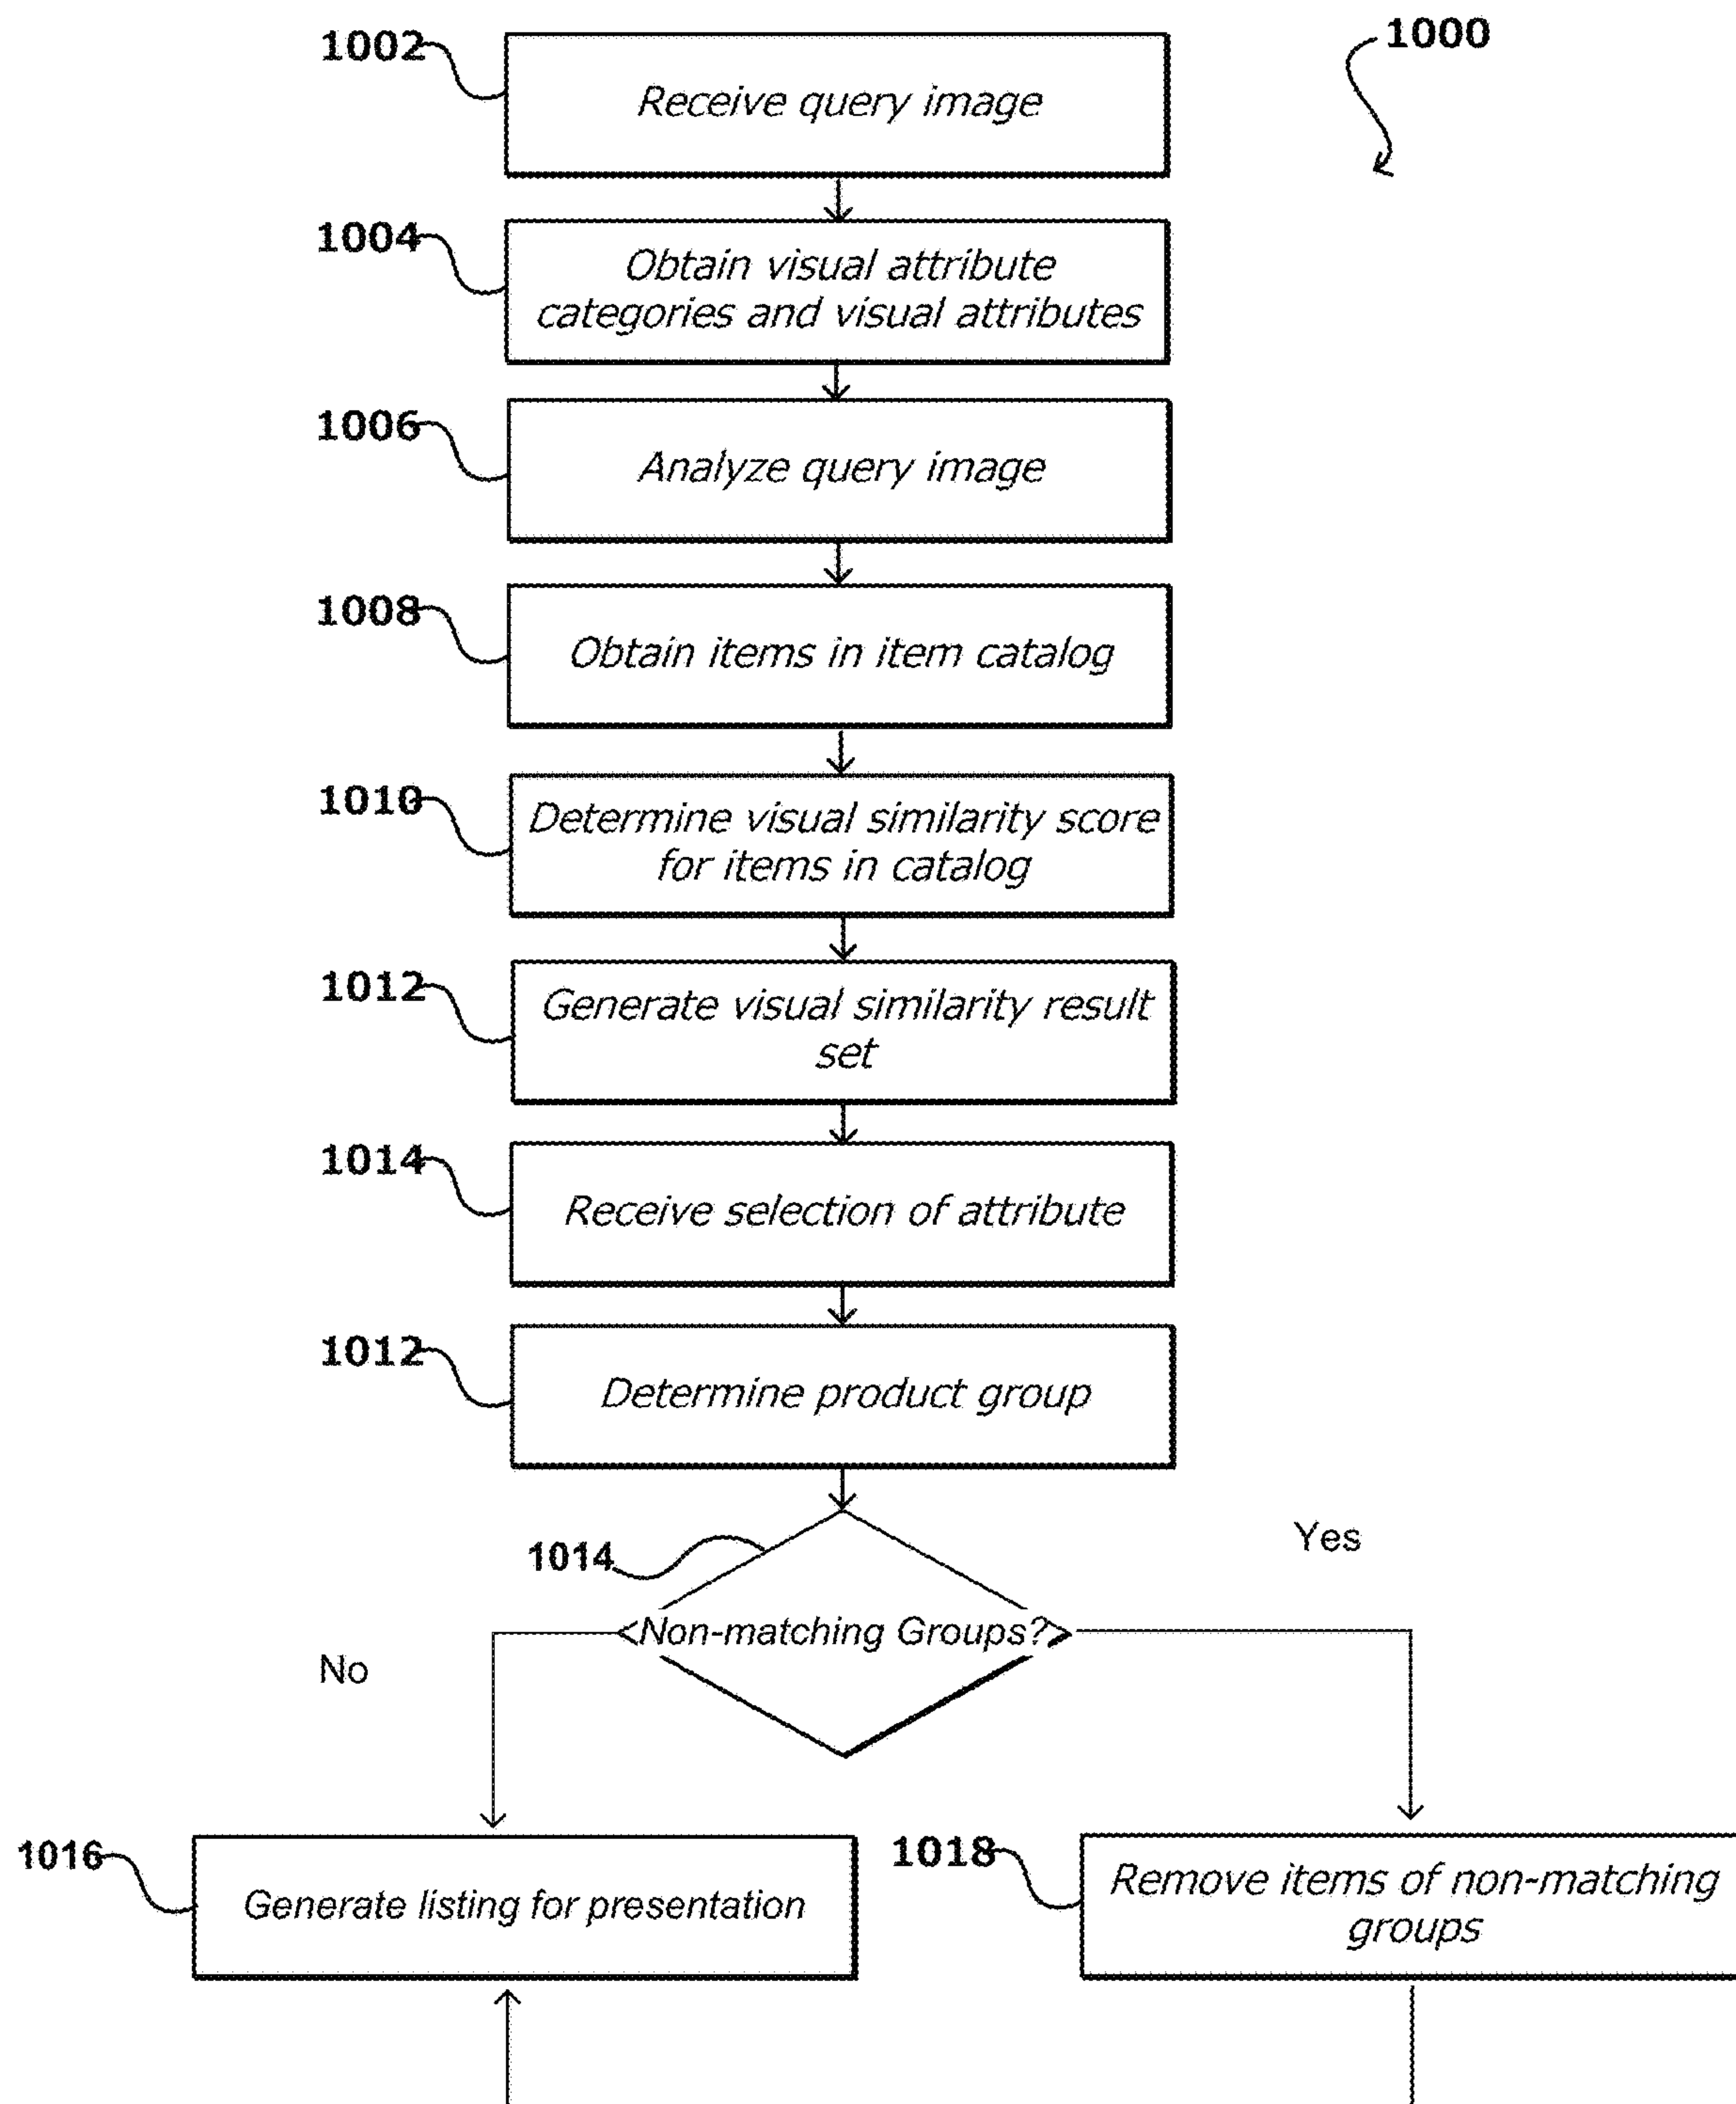 1000
1002
Receive query image
1004
Obtain visual attribute
categories and visual attributes
1006
Analyze query image
1008
Obtain items in item catalog
1010
Determine visual similarity score
for items in catalog
1012
Generate visual similarity result
set
1014
Receive selection of attribute
1012
Determine product group
1014
Non-matching Groups?
Yes
No
1016
Generate listing for presentation
1018
Remove items of non-matching
groups